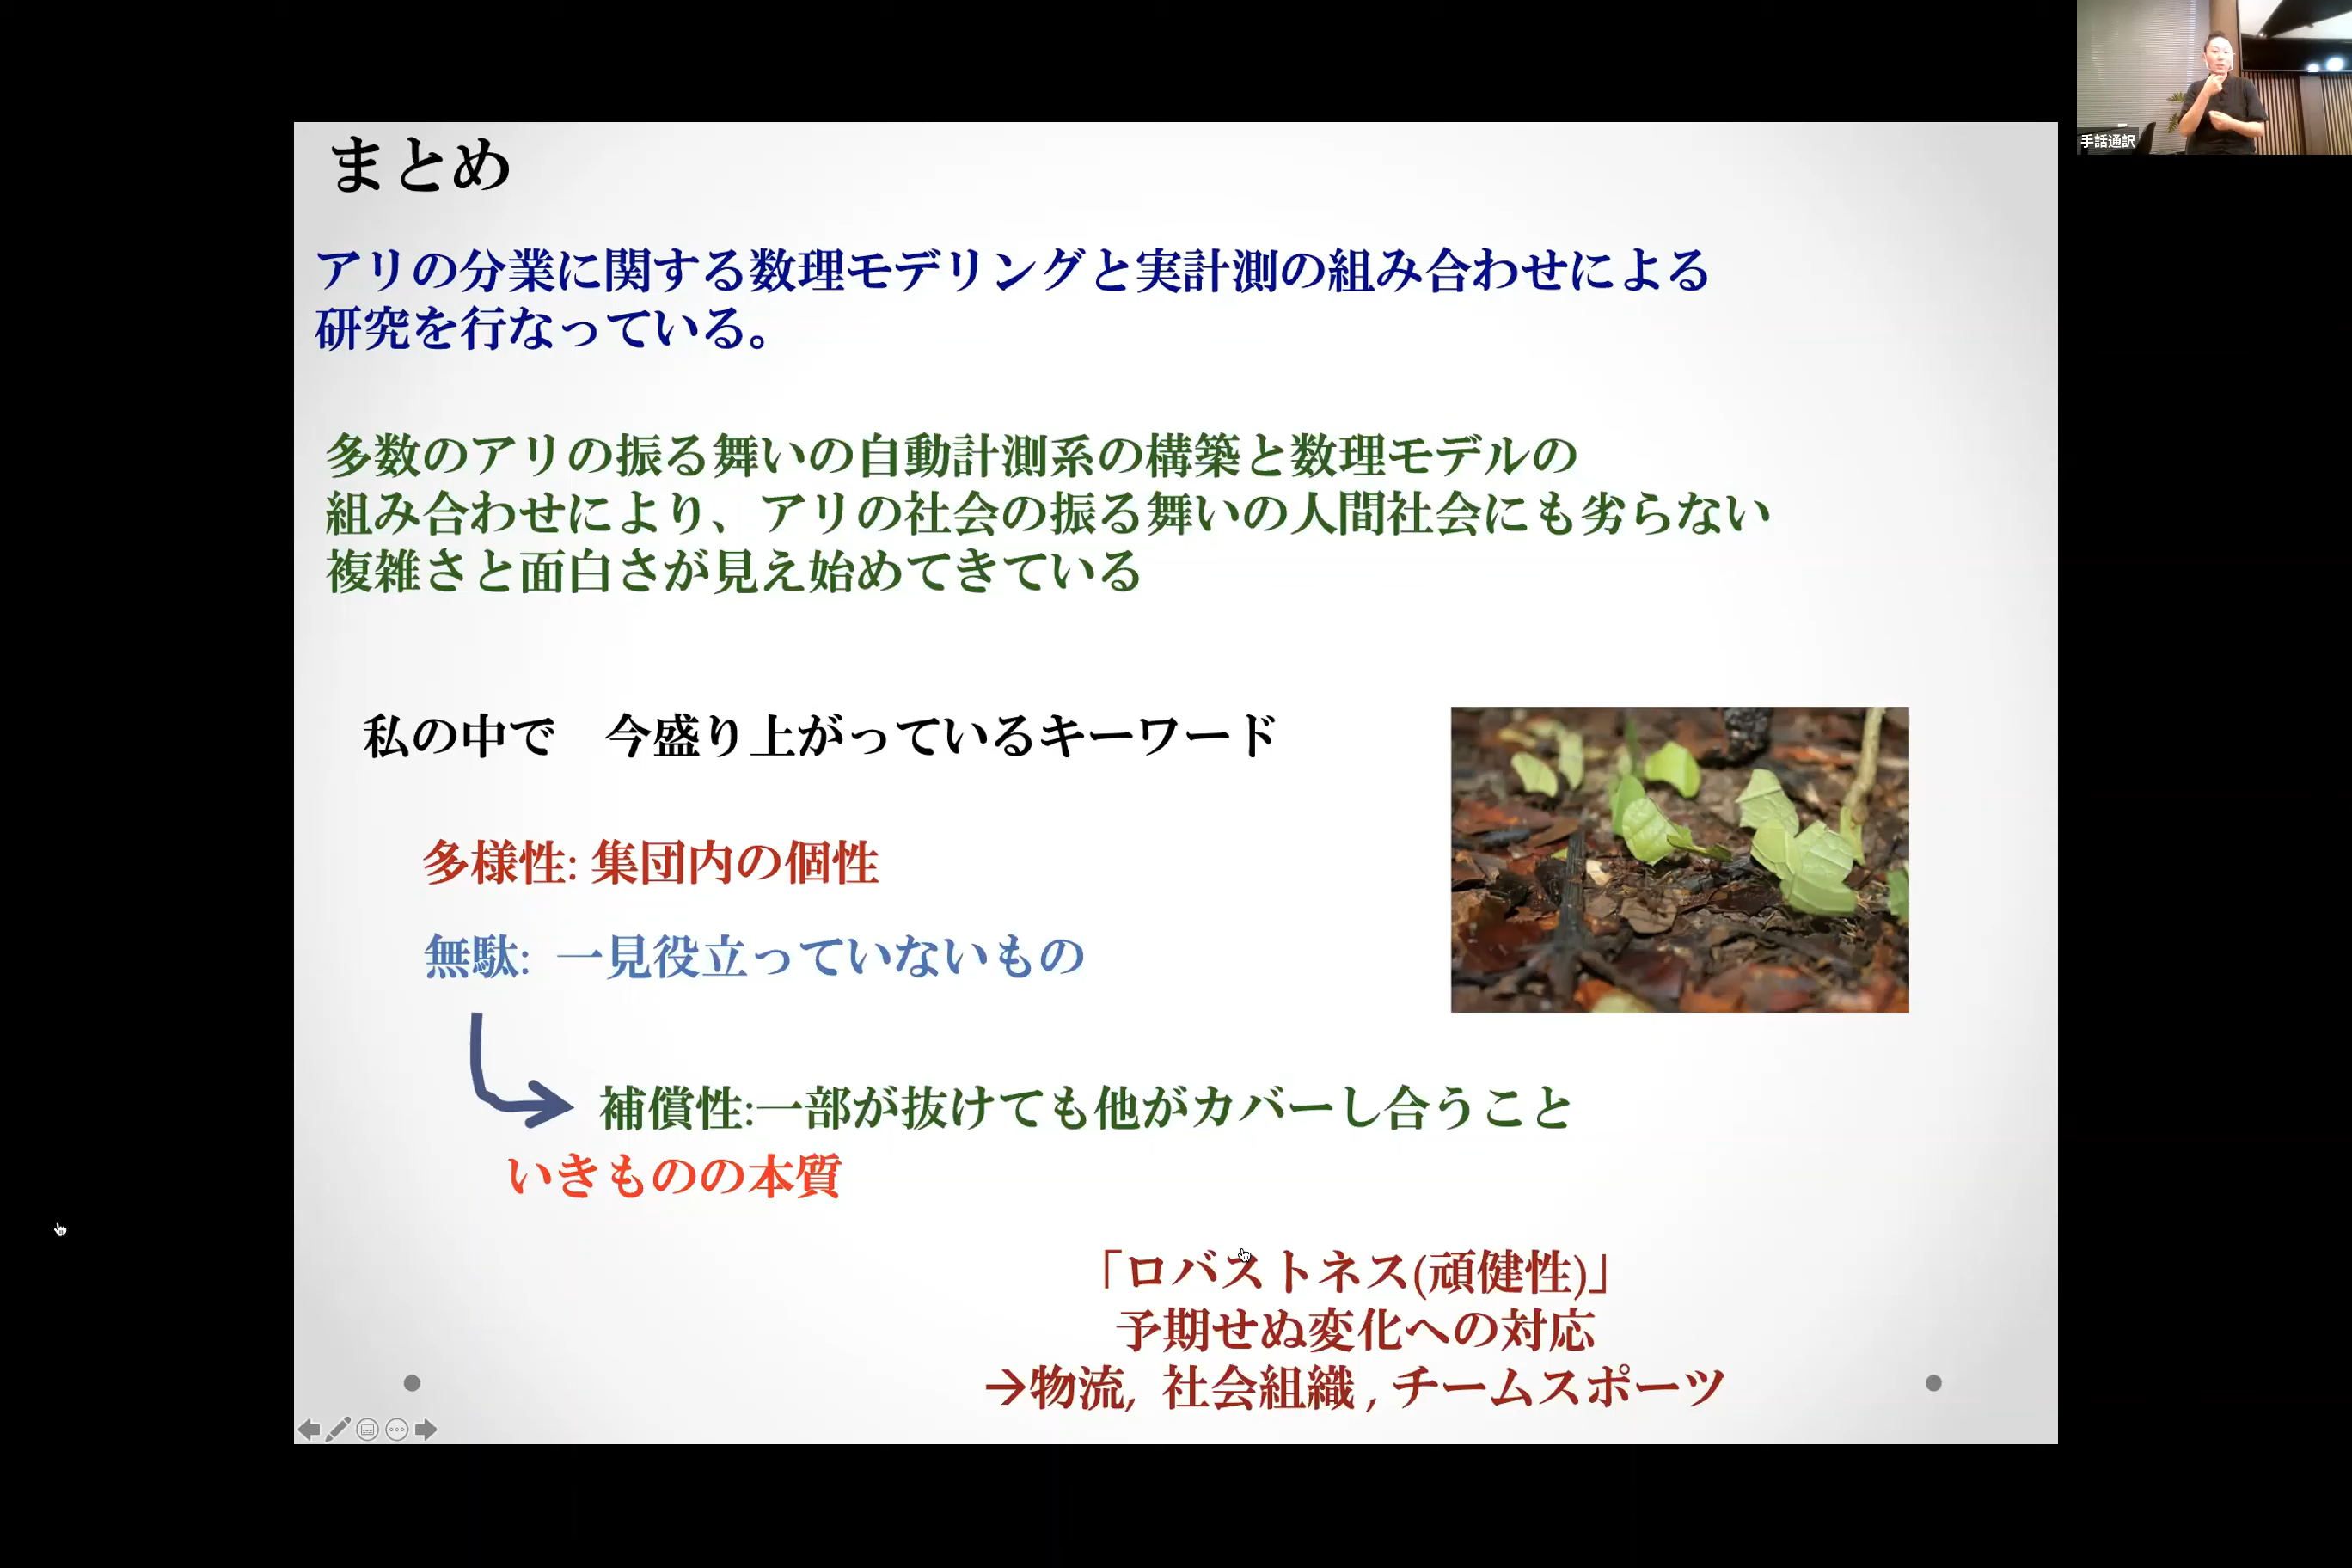 手話通訳
まとめ
アリの分業に関する数理モデリングと実計測の組み合わせによる
研究を行なっている。
多数のアリの振る舞いの自動計測系の構築と数理モデルの
組み合わせにより、アリの社会の振る舞いの人間社会にも劣らない
複雑さと面白さが見え始めてきている
私の中で　今盛り上がっているキーワード
多様性: 集団内の個性
無駄: 一見役立っていないもの
補償性:一部が抜けても他がカバーし合うこと
いきものの本質
「ロバストネス(頑健性)」
予期せぬ変化への対応
→物流, 社会組織 , チームスポーツ